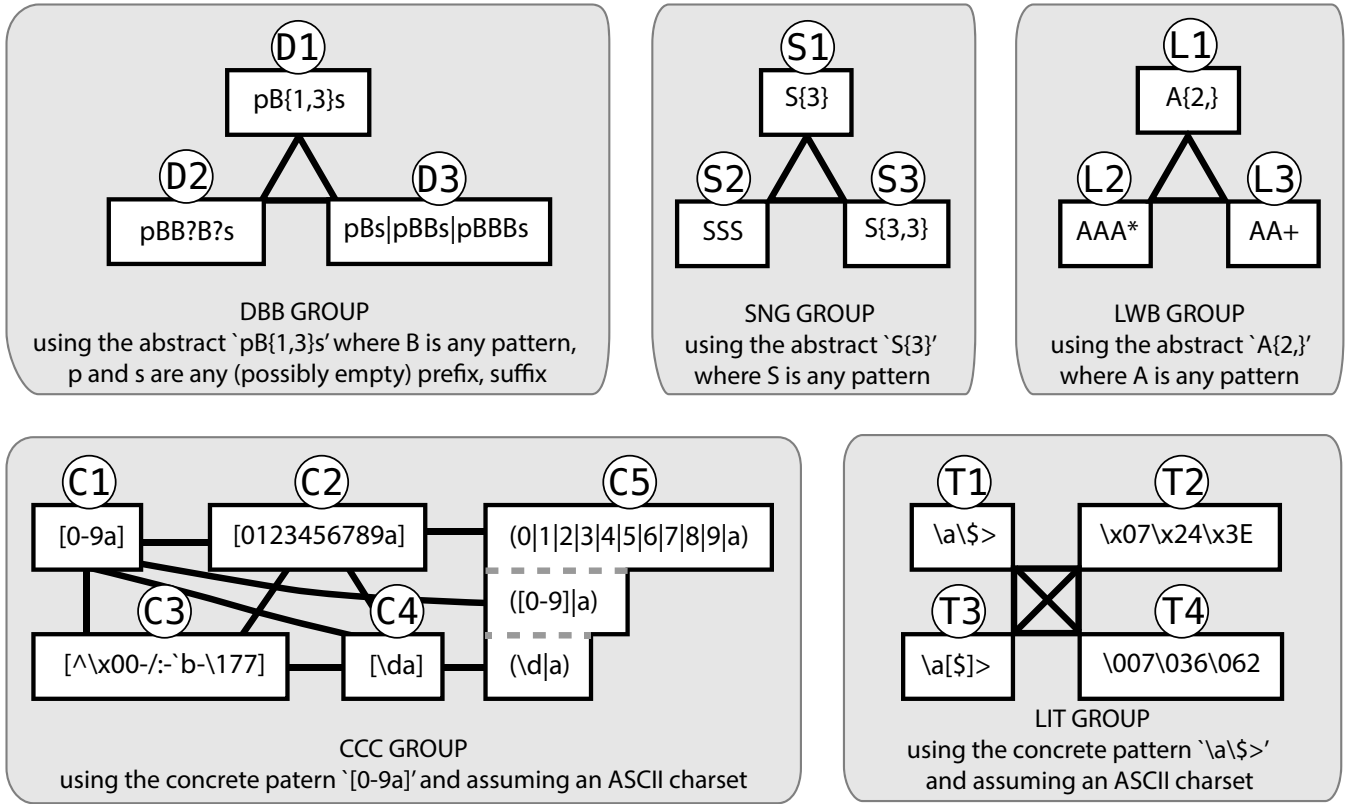 D1
pB{1,3}s
D2
D3
pBB?B?s
pBs|pBBs|pBBBs
DBB GROUP
using the abstract `pB{1,3}s’ where B is any pattern,
p and s are any (possibly empty) prefix, suffix
S1
S{3}
S2
S3
SSS
S{3,3}
SNG GROUP
using the abstract `S{3}’
where S is any pattern
L1
A{2,}
L2
L3
AAA*
AA+
LWB GROUP
using the abstract `A{2,}’
where A is any pattern
C1
C2
C5
[0-9a]
[0123456789a]
(0|1|2|3|4|5|6|7|8|9|a)
C3
C4
([0-9]|a)
[^\x00-/:-`b-\177]
[\da]
(\d|a)
CCC GROUP
using the concrete patern `[0-9a]’ and assuming an ASCII charset
T1
T2
\a\$>
\x07\x24\x3E
T3
T4
\a[$]>
\007\036\062
LIT GROUP
using the concrete pattern `\a\$>’
and assuming an ASCII charset